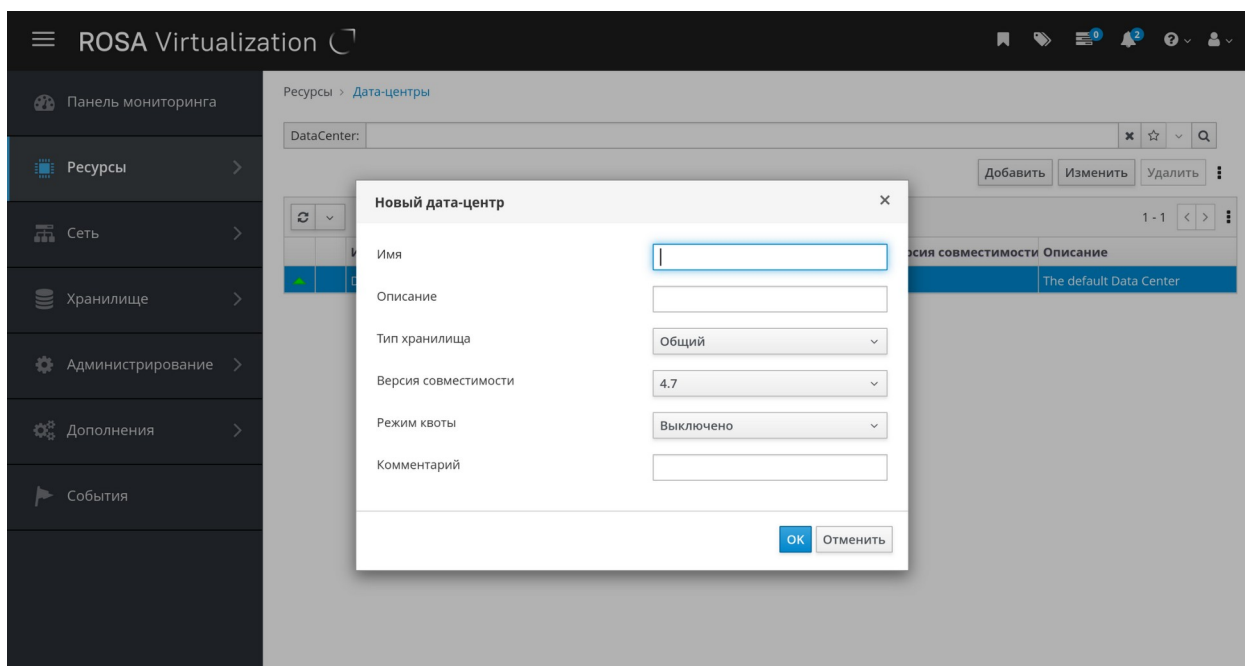 ROSA Virtualization
0
2
Панель мониторинга
Ресурсы
Сеть
Хранилище
Администрирование
Дополнения
События
Ресурсы > Дата-центры
DataCenter:
Добавить Изменить Удалить
1 - 1
совместимости Описание
The default Data Center
Новый дата-центр
Имя
Описание
Тип хранилища Общий
Версия совместимости 4.7
Режим квоты Выключено
Комментарий
OK Отменить